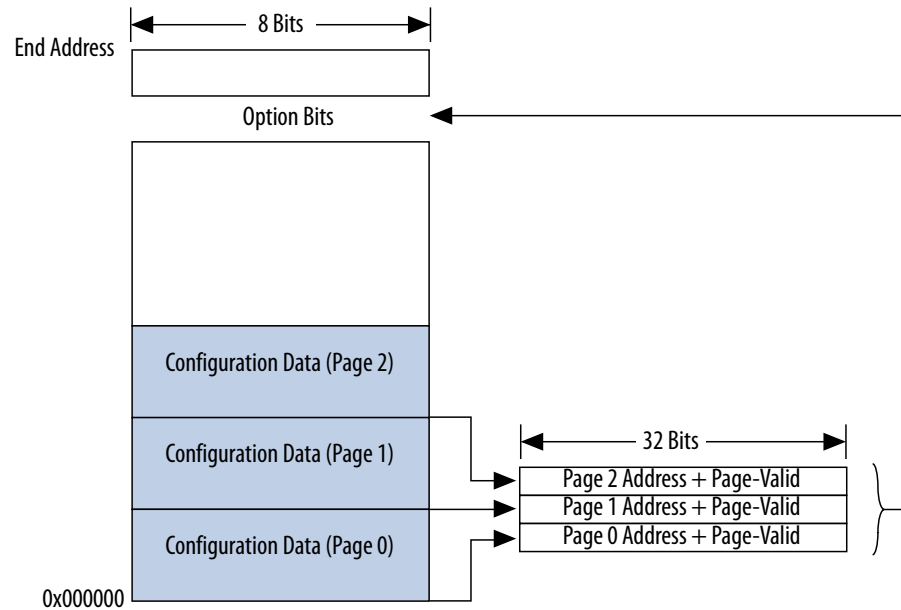 8 Bits
End Address
Option Bits
Configuration Data (Page 2)
Configuration Data (Page 1)
Configuration Data (Page 0)
0x000000
32 Bits
Page 2 Address + Page-Valid
Page 1 Address + Page-Valid
Page 0 Address + Page-Valid